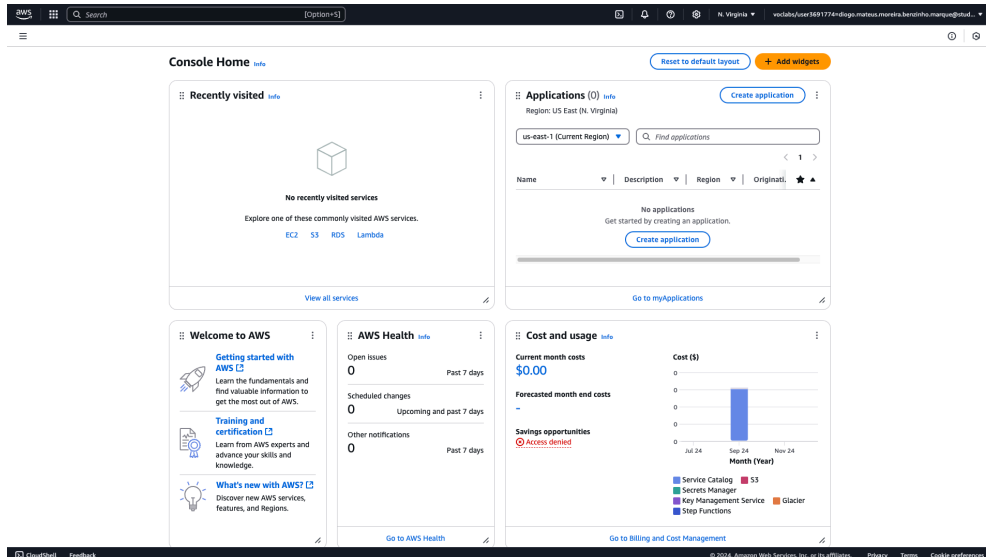 aws
Search [Option+S]
N. Virginia
voclabs/user3691774=diogo.mateus.moreira.benzinho.marque@stud...
Console Home Info
Reset to default layout
+ Add widgets
Recently visited Info
No recently visited services
Explore one of these commonly visited AWS services.
EC2 S3 RDS Lambda
View all services
Applications (0) Info
Create application
Region: US East (N. Virginia)
us-east-1 (Current Region)
Find applications
1
Name Description Region Originati.
No applications
Get started by creating an application.
Create application
Go to myApplications
Welcome to AWS
Getting started with
AWS
Learn the fundamentals and
find valuable information to
get the most out of AWS.
Training and
certification
Learn from AWS experts and
advance your skills and
knowledge.
What's new with AWS?
Discover new AWS services,
features, and Regions.
AWS Health Info
Open issues
0 Past 7 days
Scheduled changes
0 Upcoming and past 7 days
Other notifications
0 Past 7 days
Go to AWS Health
Cost and usage Info
Current month costs
$0.00
Forecasted month end costs
-
Savings opportunities
Access denied
Cost ($)
0
0
0
0
0
Jul 24 Sep 24 Nov 24
Month (Year)
Service Catalog S3
Secrets Manager
Key Management Service Glacier
Step Functions
Go to Billing and Cost Management
CloudShell Feedback
© 2024, Amazon Web Services, Inc. or its affiliates. Privacy Terms Cookie preferences